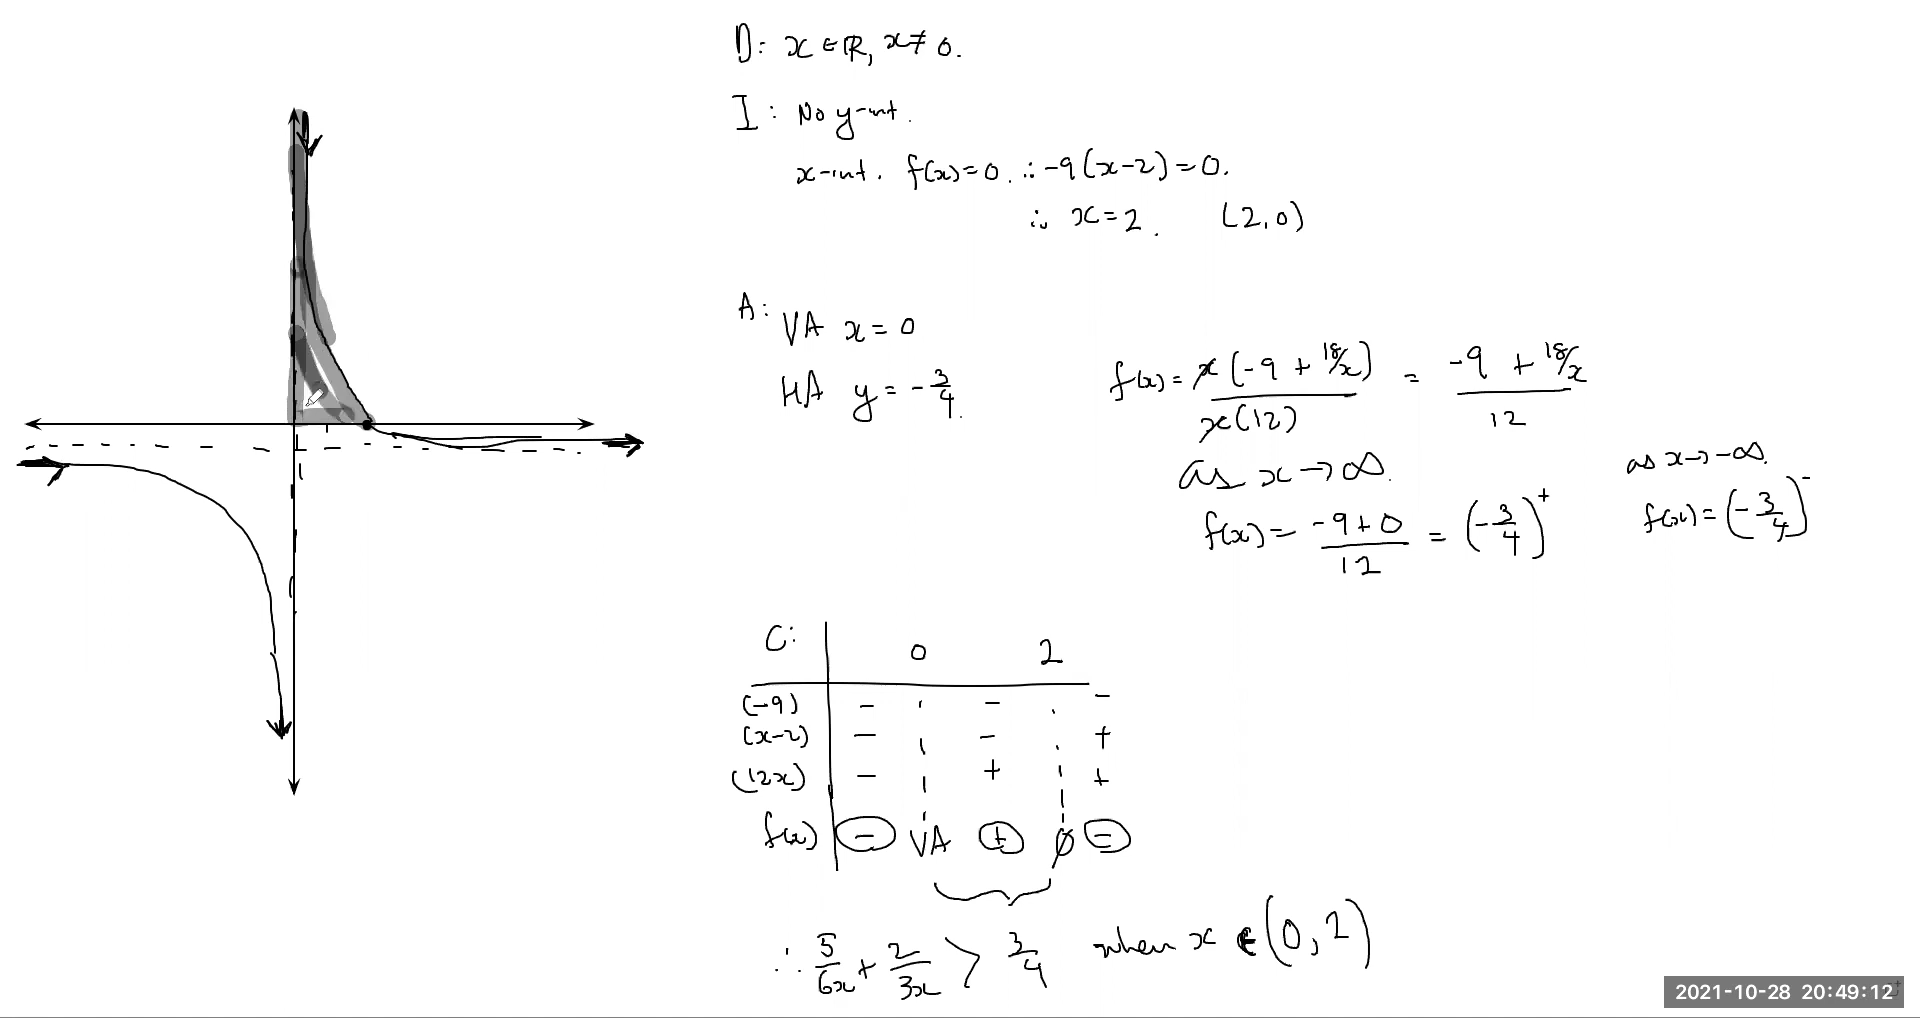 D: x ∈ ℝ, x ≠ 0.
I: No y-int.
x-int. f(x)=0. ∴ -9(x-2)=0.
∴ x=2. (2,0)
A: VA x=0
HA y = -3/4.
f(x) = x(-9 + 18/x) / x(12) = (-9 + 18/x) / 12
as x→∞.
f(x) = (-9+0)/12 = (-3/4)⁺
as x→-∞.
f(x) = (-3/4)⁻
C: 0 2
(-9) - - -
(x-2) - - +
(12x) - + +
f(x) - VA + 0 -
∴ 5/6x + 2/3x > 3/4 when x ∈ (0,2)
2021-10-28 20:49:12